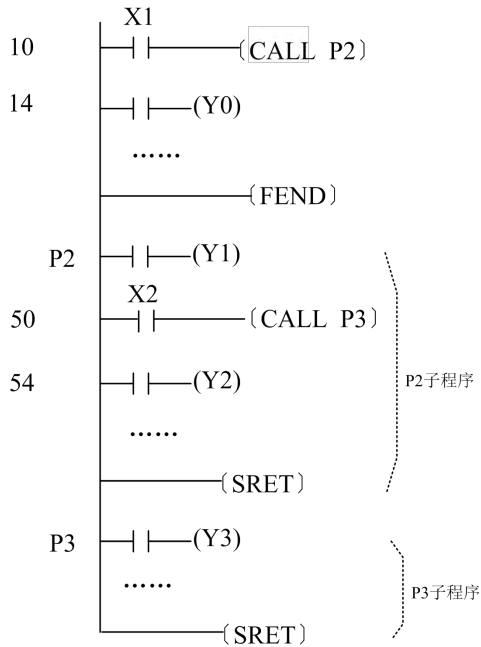 X1
10 〔CALL P2〕
14 (Y0)
……
〔FEND〕
P2 (Y1)
X2
50 〔CALL P3〕
54 (Y2)
P2子程序
……
〔SRET〕
P3 (Y3)
……
P3子程序
〔SRET〕